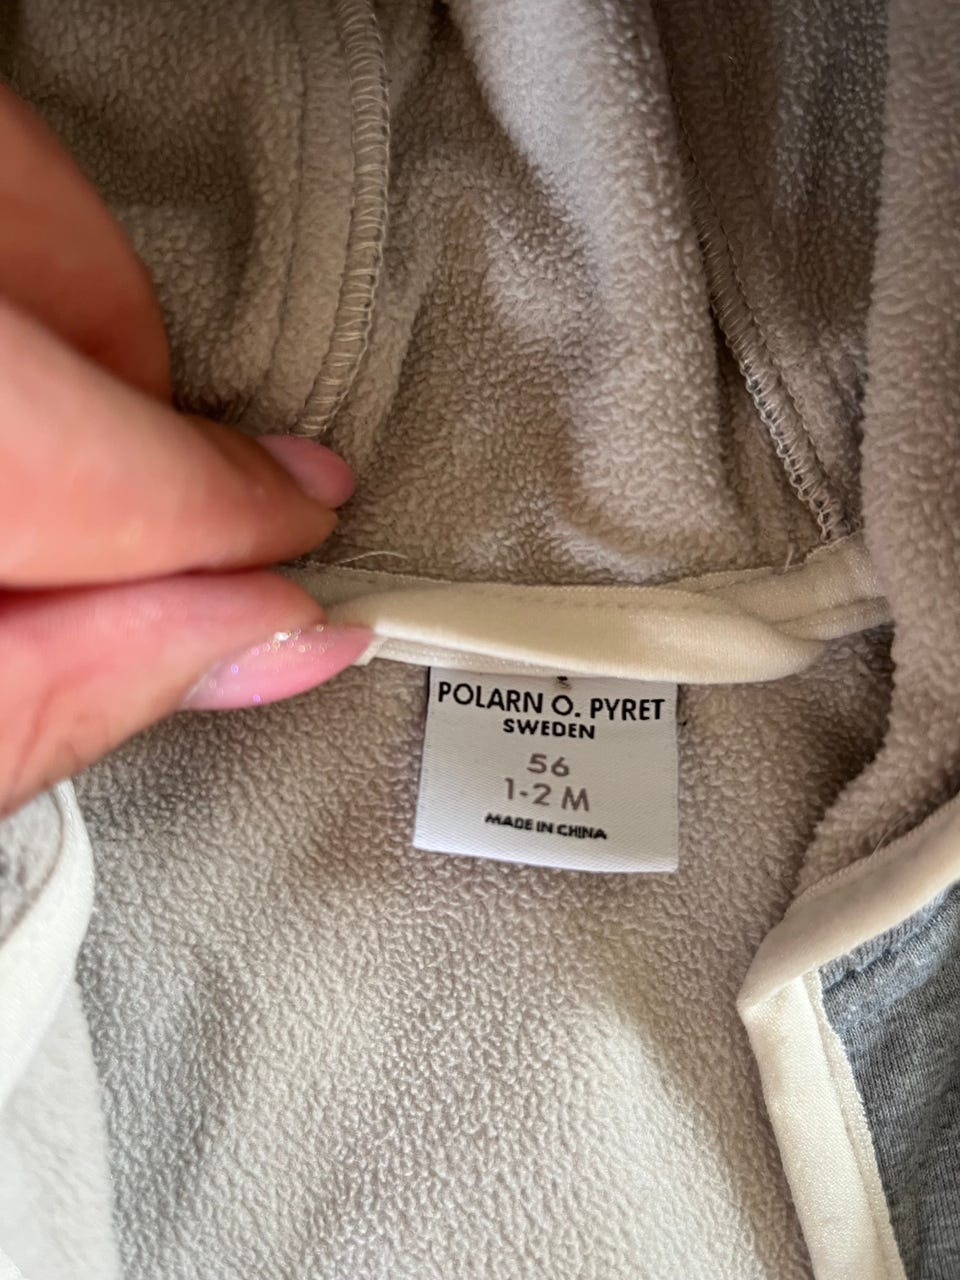 POLARN O. PYRET
SWEDEN
56
1-2 M
MADE IN CHINA